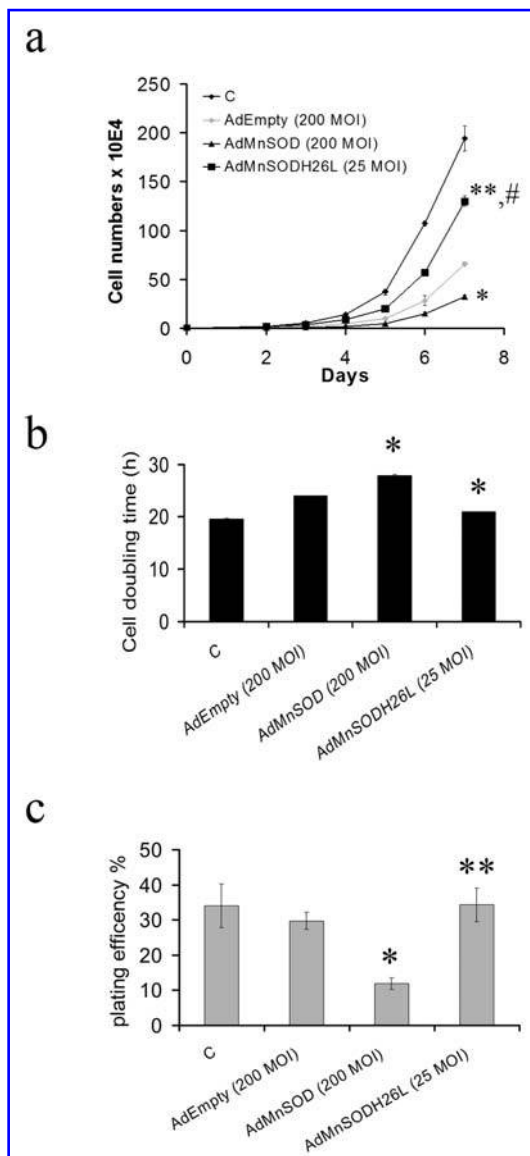 a
250
200
150
100
50
0
Cell numbers x 10E4
C
AdEmpty (200 MOI)
AdMnSOD (200 MOI)
AdMnSODH26L (25 MOI)
**,#
*
0 2 4 6 8
Days
b
30
20
10
0
Cell doubling time (h)
*
*
C
AdEmpty (200 MOI)
AdMnSOD (200 MOI)
AdMnSODH26L (25 MOI)
c
50
40
30
20
10
0
plating efficency %
*
**
C
AdEmpty (200 MOI)
AdMnSOD (200 MOI)
AdMnSODH26L (25 MOI)